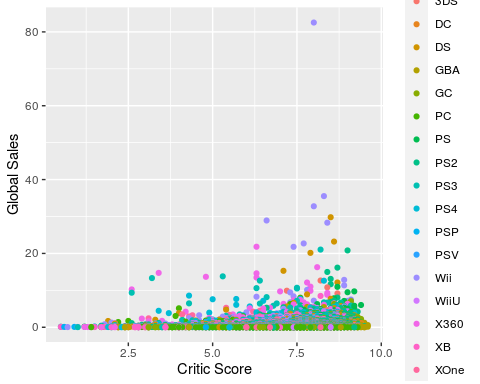 3DS
DC
DS
GBA
GC
PC
PS
PS2
PS3
PS4
PSP
PSV
Wii
WiiU
X360
XB
XOne
80
60
40
20
0
2.5
5.0
7.5
10.0
Global Sales
Critic Score